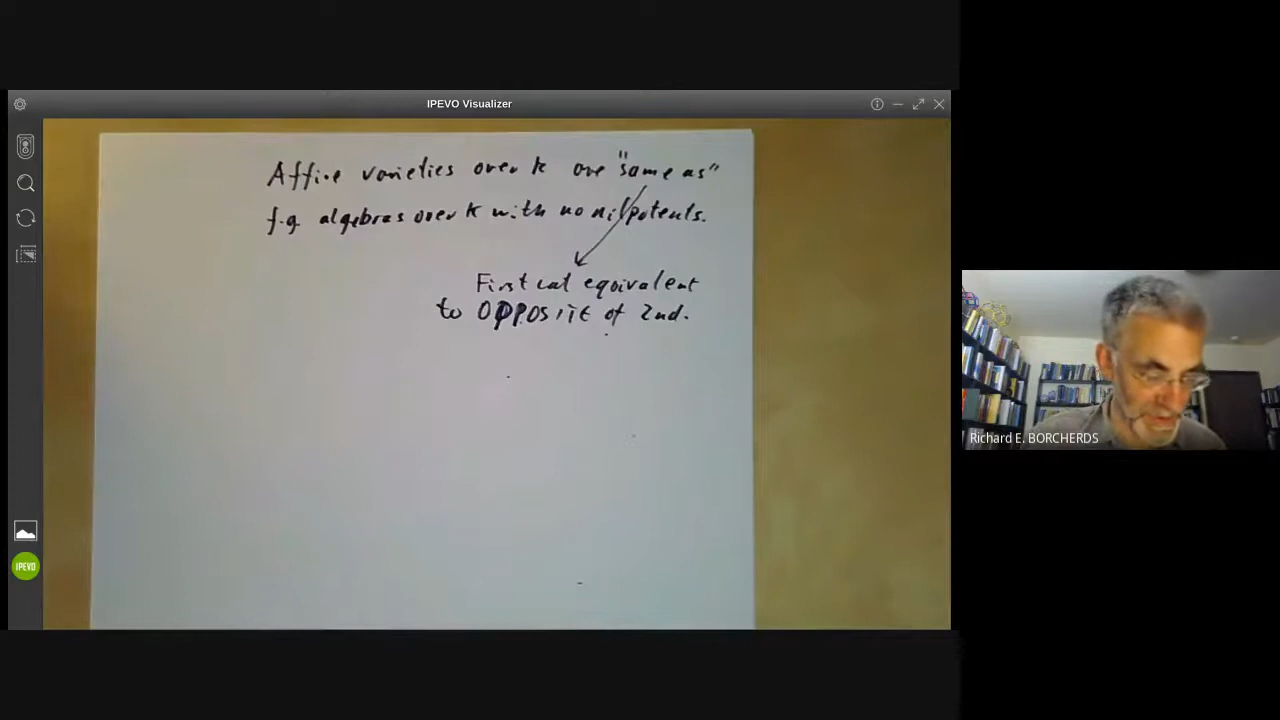 IPEVO Visualizer
Affine varieties over k are "same as"
f.g. algebras over k with no nilpotents.
First cat equivalent
to OPPOSITE of 2nd.
Richard E. BORCHERDS
IPEVO